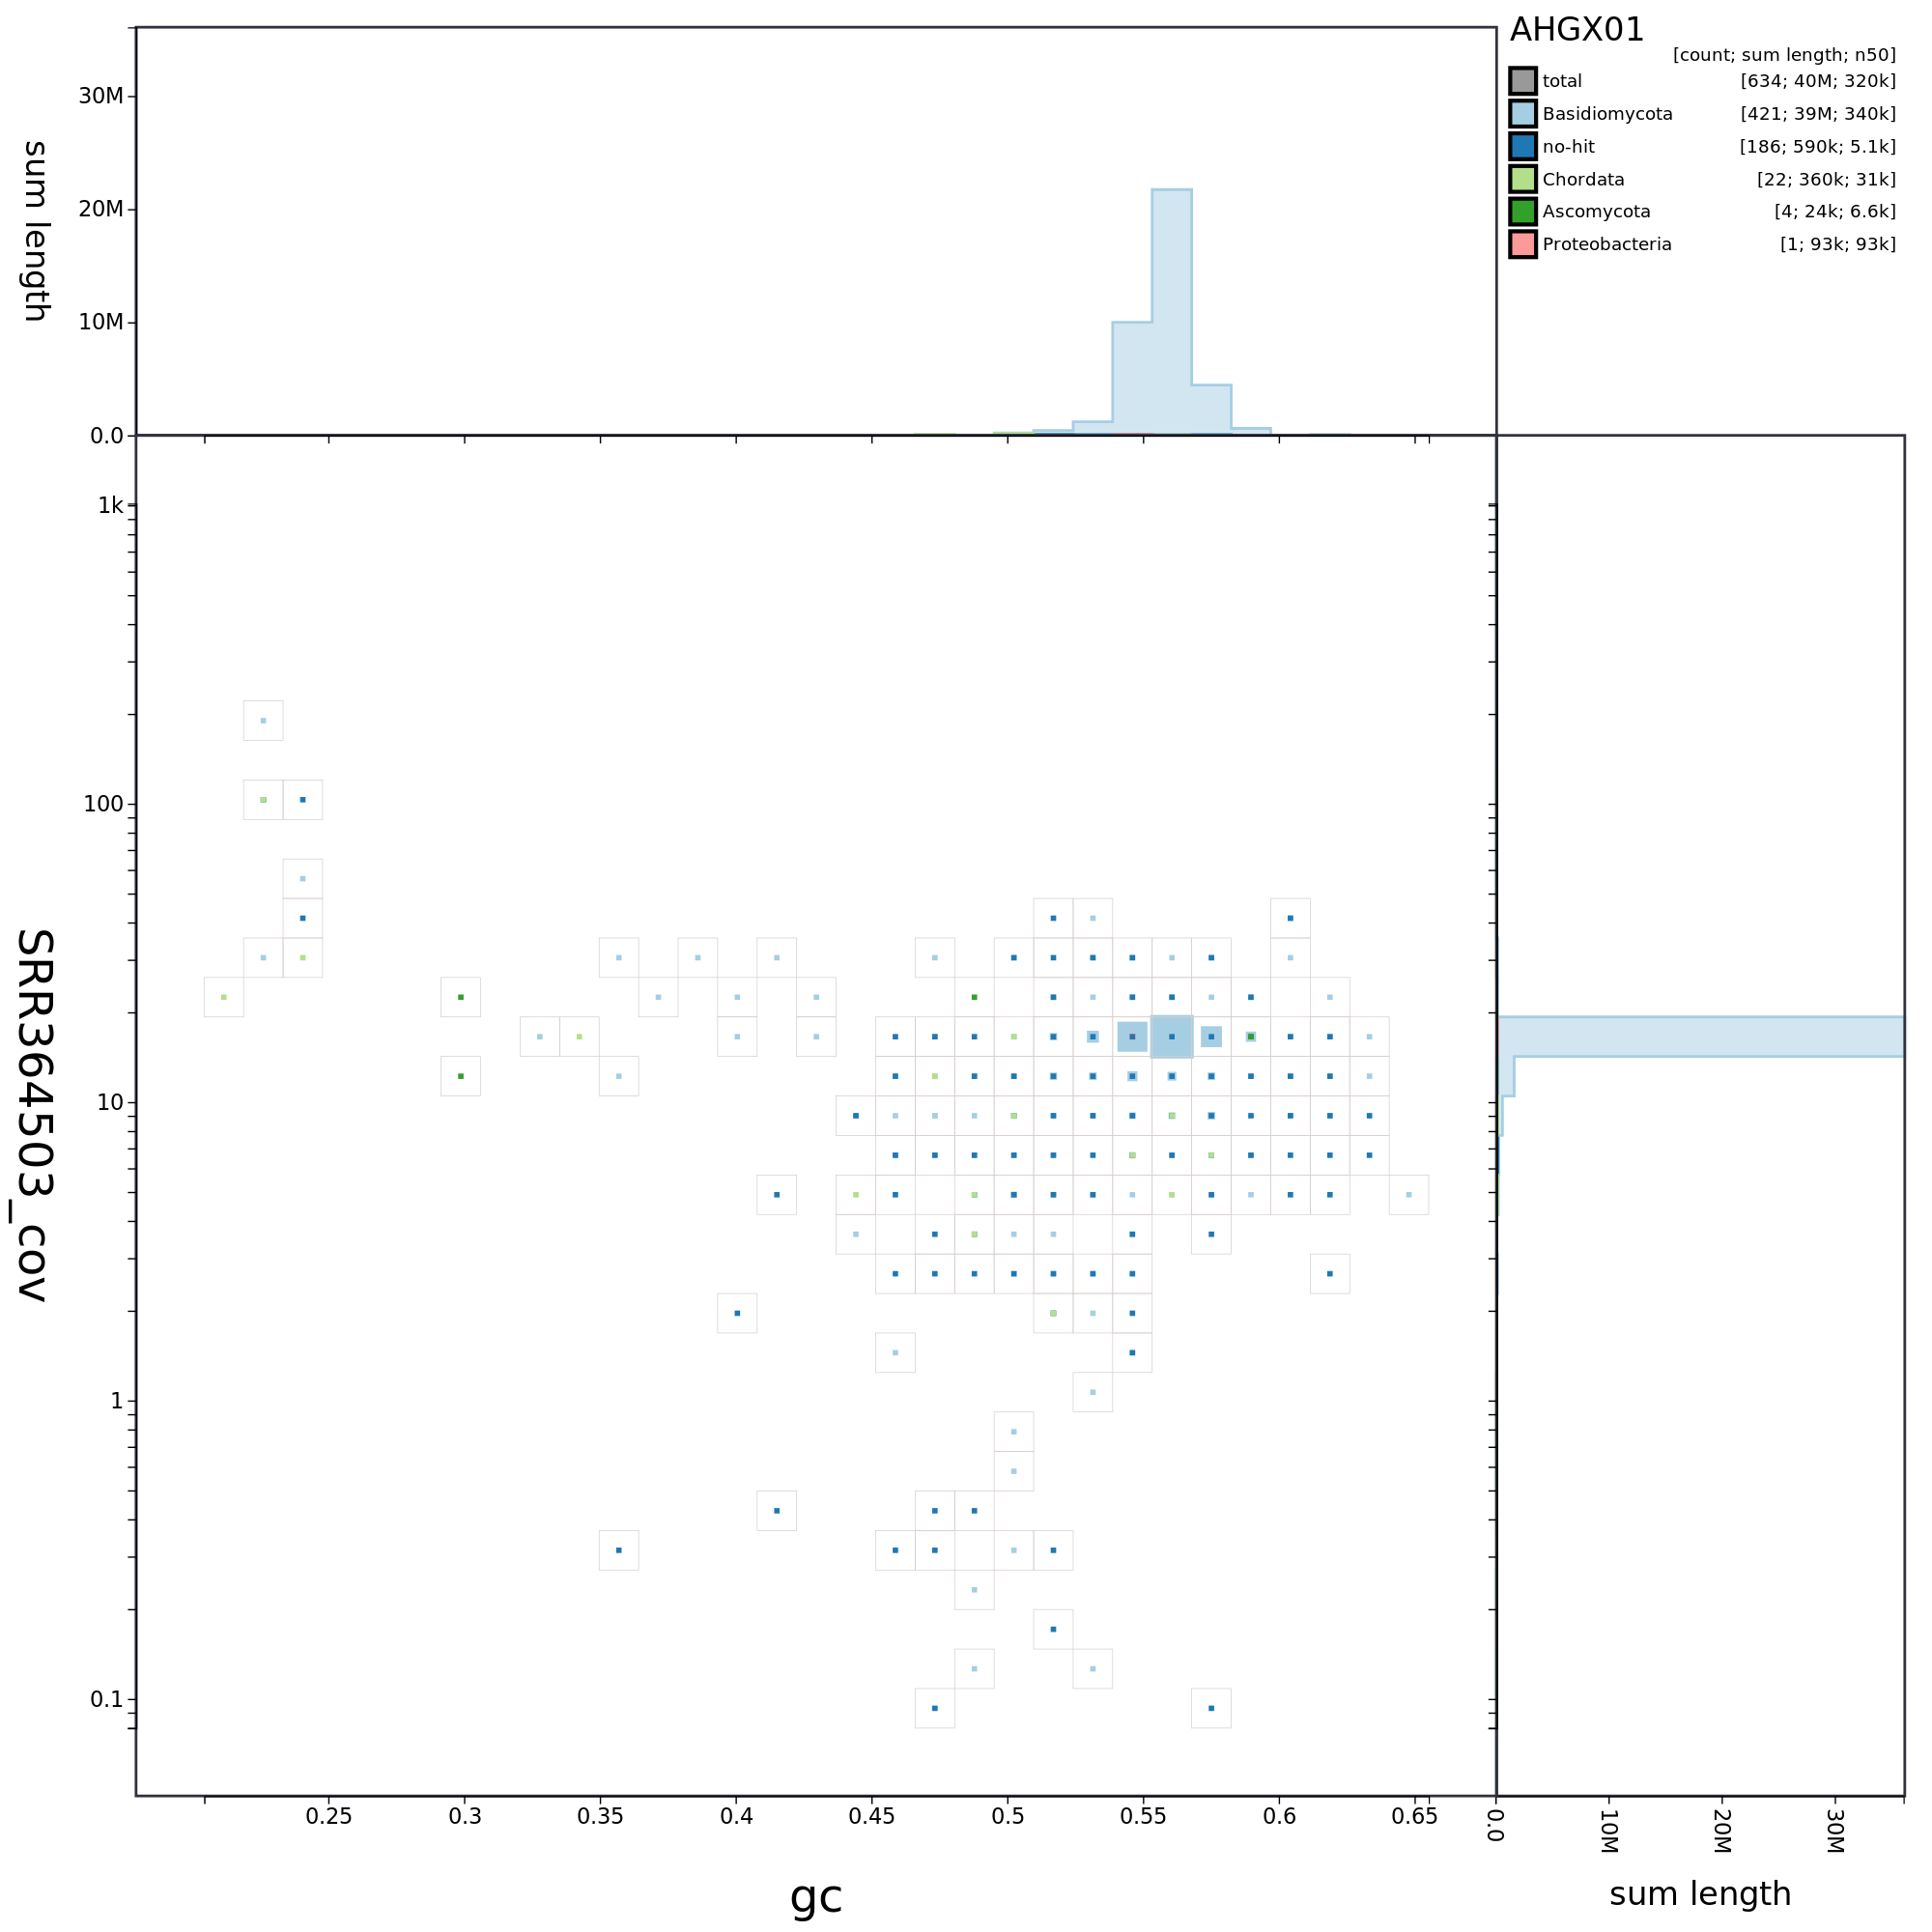 AHGX01
[count; sum length; n50]
total [634; 40M; 320k]
Basidiomycota [421; 39M; 340k]
no-hit [186; 590k; 5.1k]
Chordata [22; 360k; 31k]
Ascomycota [4; 24k; 6.6k]
Proteobacteria [1; 93k; 93k]
sum length
30M
20M
10M
0.0
SRR364503_cov
1k
100
10
1
0.1
0.25 0.3 0.35 0.4 0.45 0.5 0.55 0.6 0.65
gc
0.0 10M 20M 30M
sum length